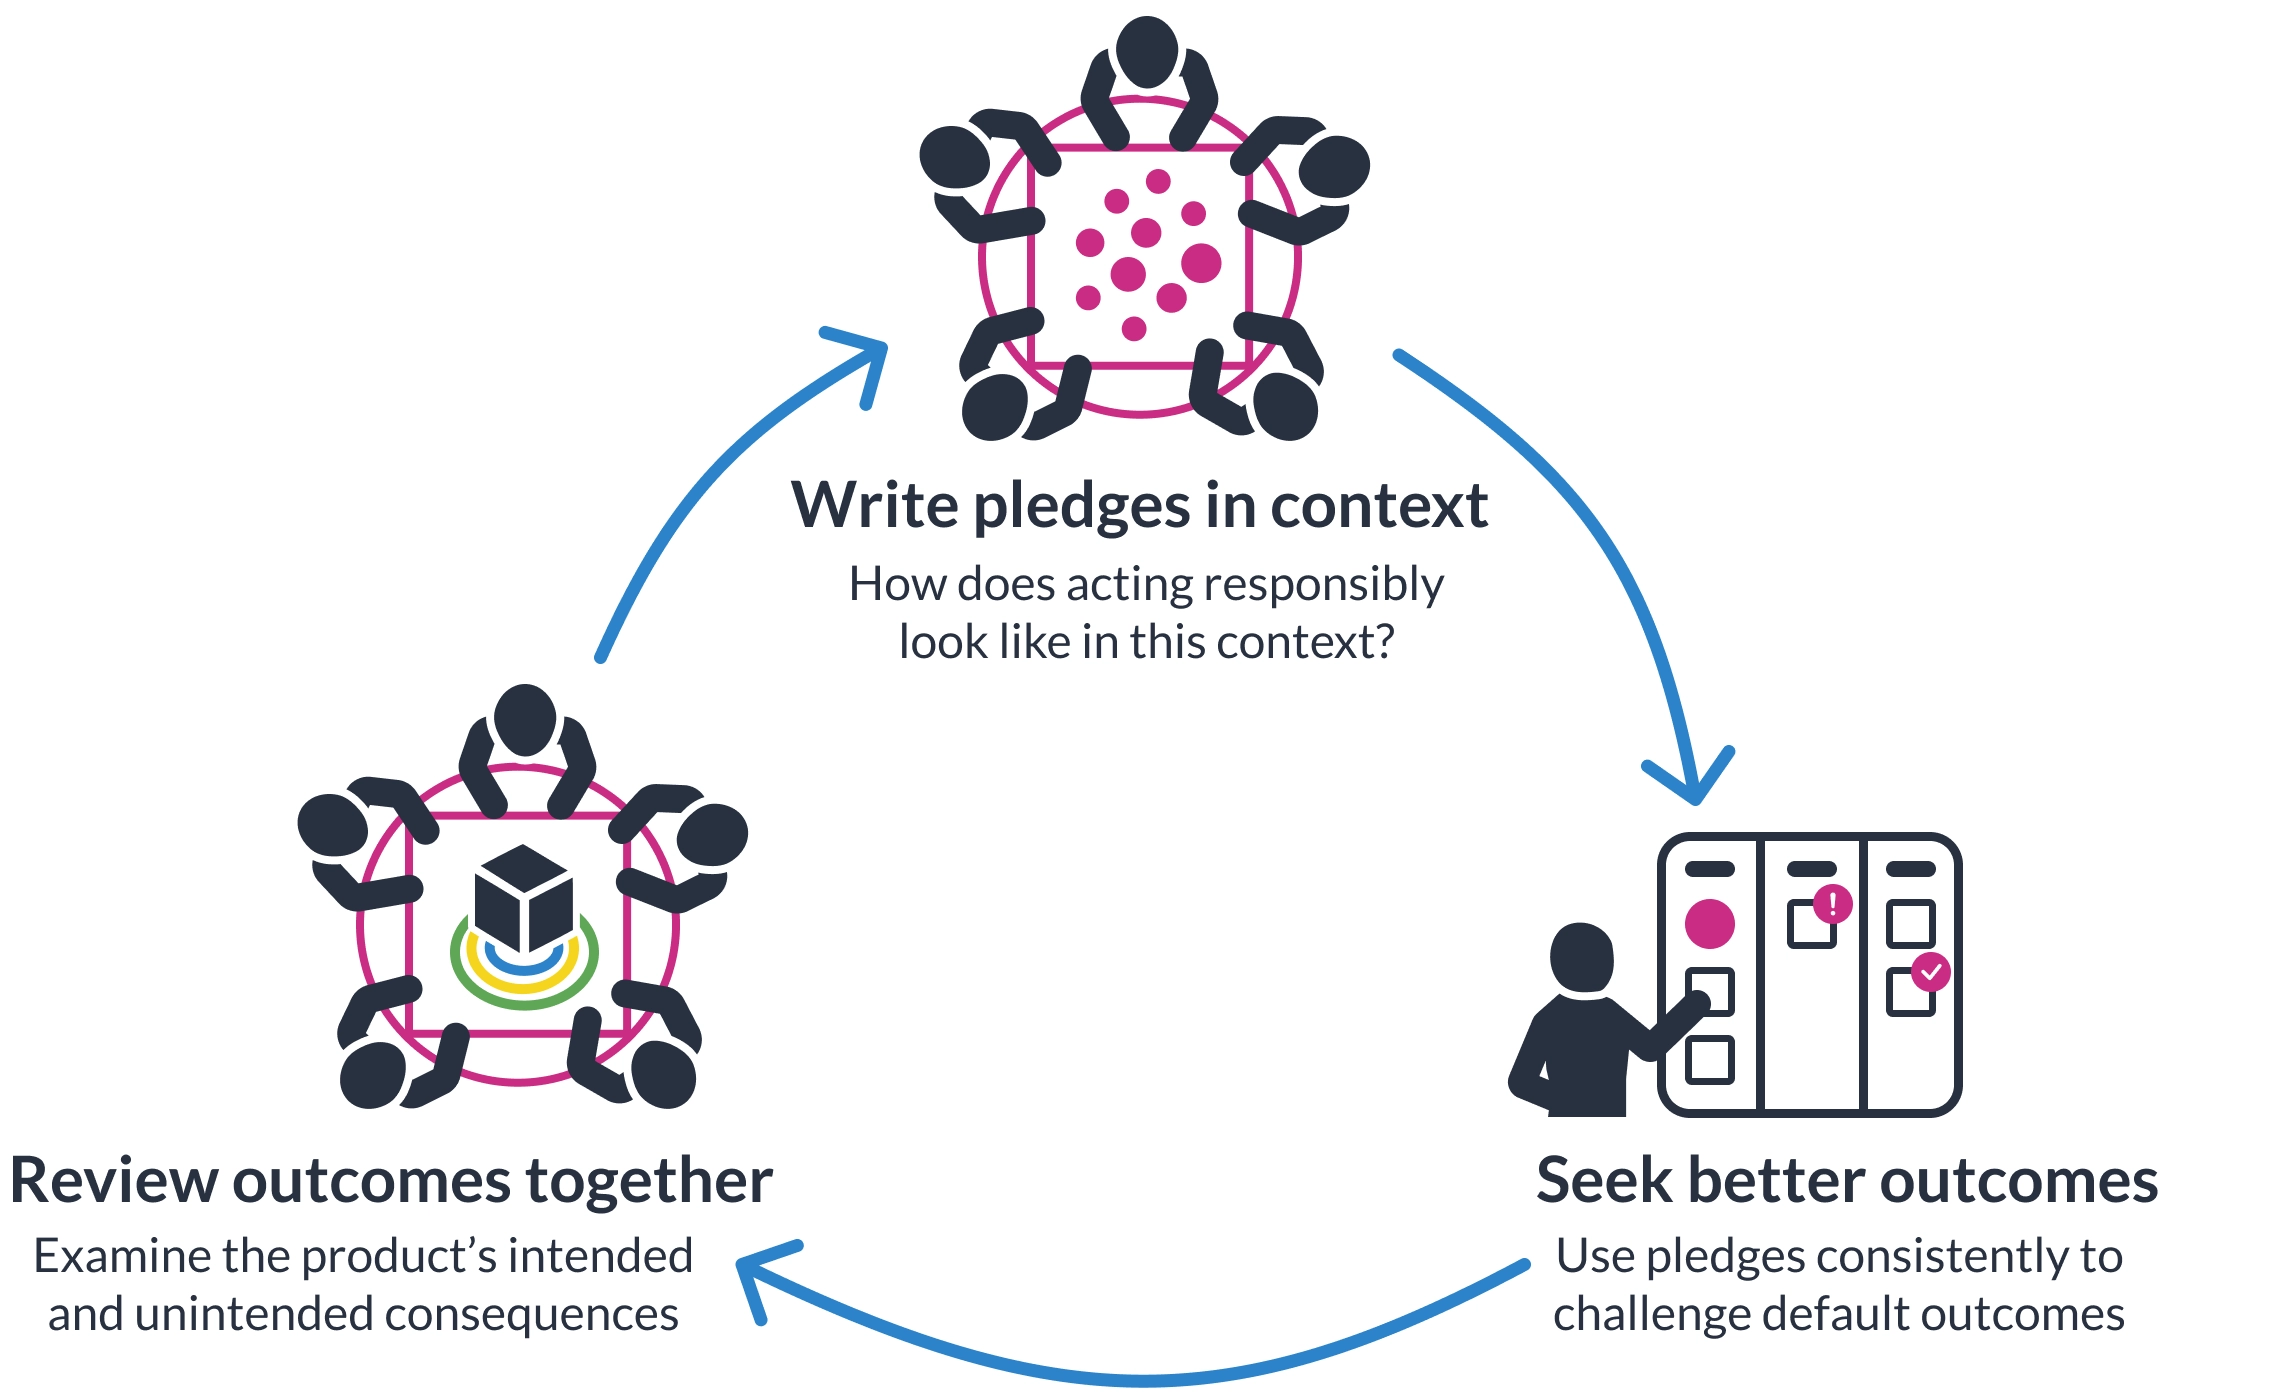 Write pledges in context
How does acting responsibly
look like in this context?
Review outcomes together
Examine the product’s intended
and unintended consequences
Seek better outcomes
Use pledges consistently to
challenge default outcomes